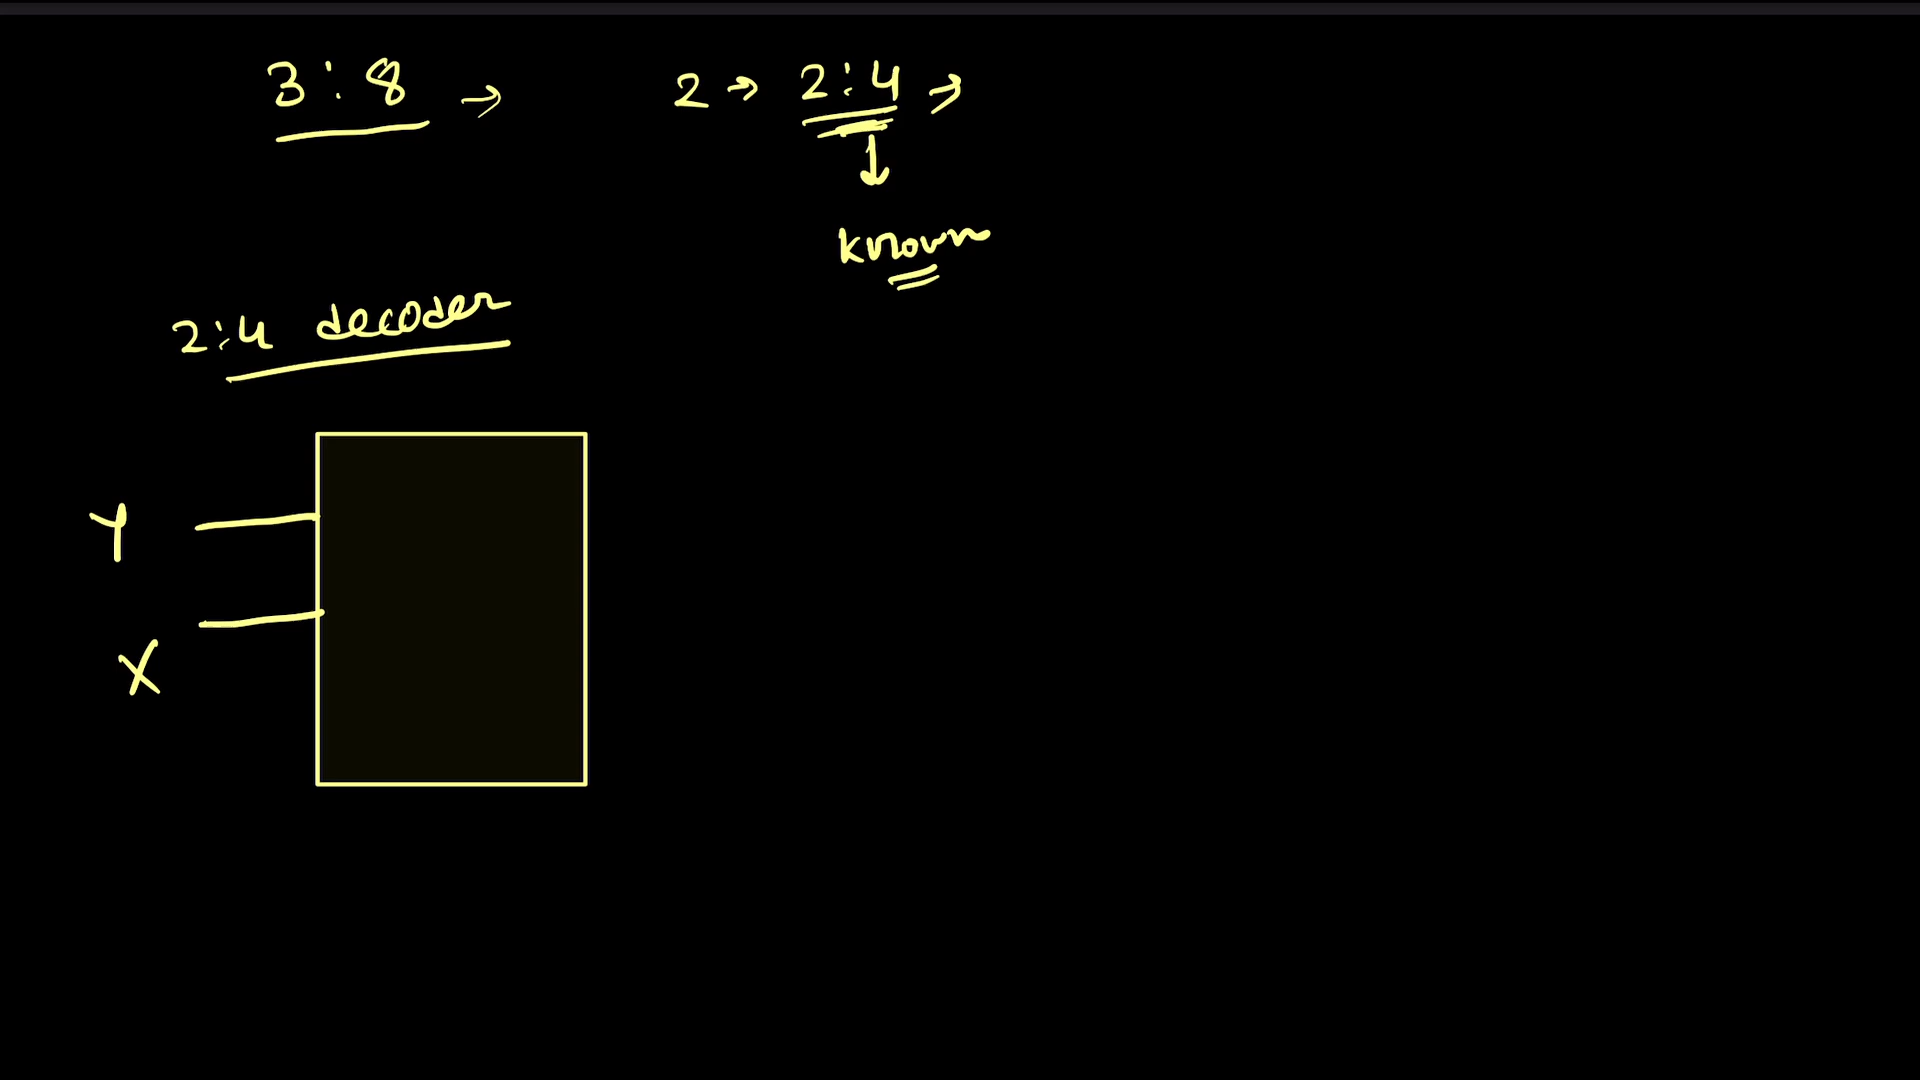 3:8 → 2 → 2:4 →
↓
known
2:4 decoder
Y
X